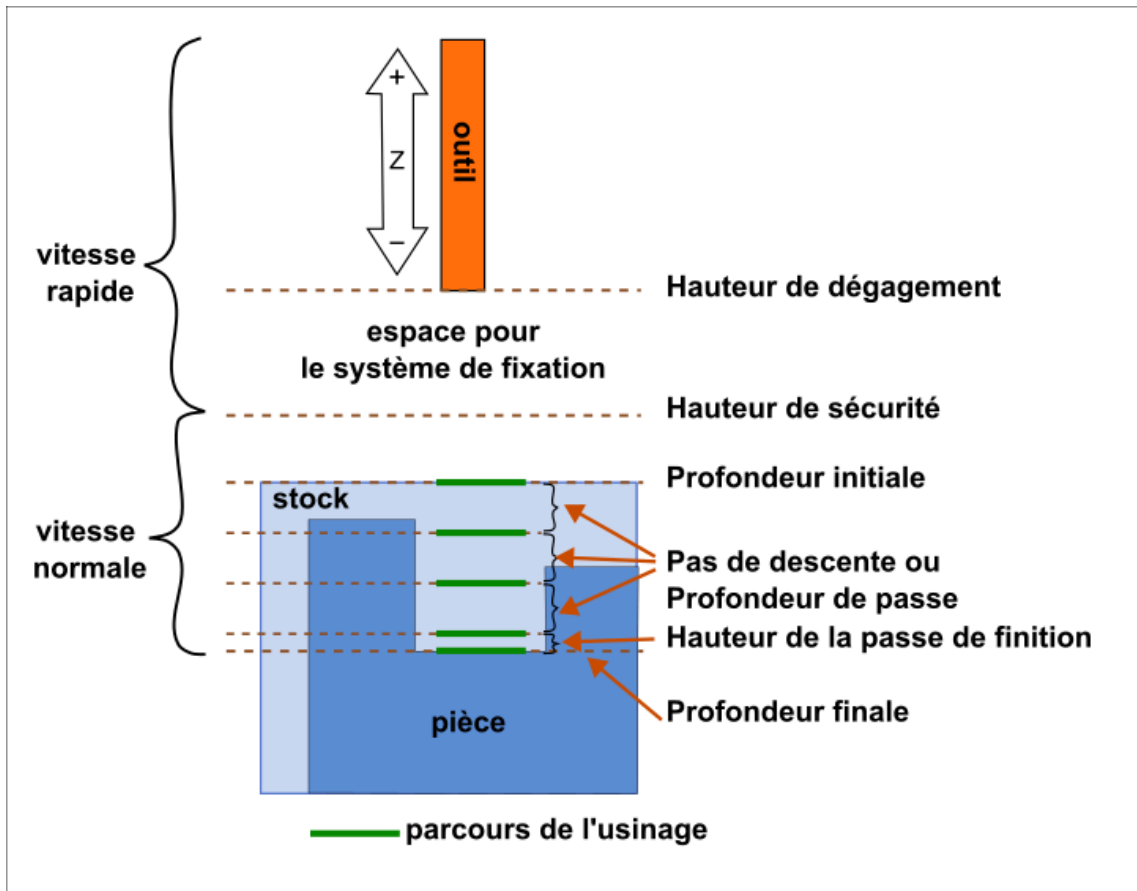 +
outil
Z
−
vitesse
rapide
Hauteur de dégagement
espace pour
le système de fixation
Hauteur de sécurité
Profondeur initiale
stock
vitesse
normale
Pas de descente ou
Profondeur de passe
Hauteur de la passe de finition
Profondeur finale
pièce
parcours de l'usinage